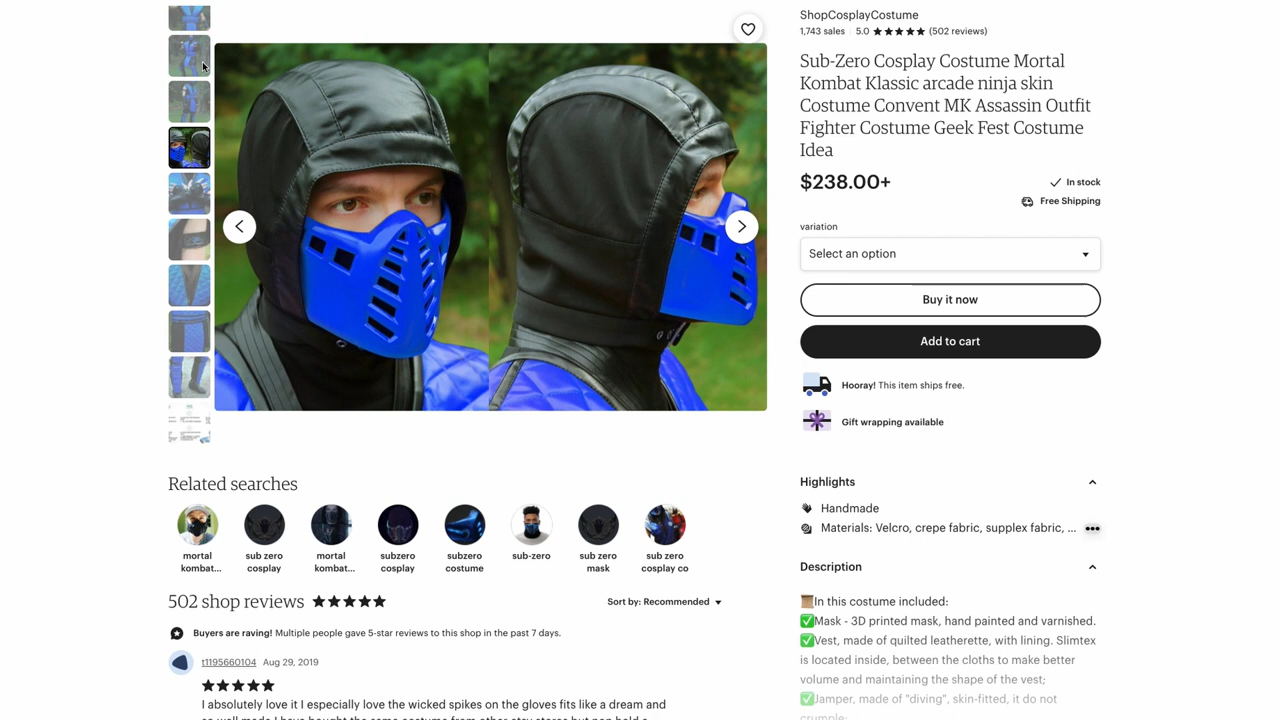 ShopCosplayCostume
1,743 sales 5.0 ★★★★★ (502 reviews)
Sub-Zero Cosplay Costume Mortal
Kombat Klassic arcade ninja skin
Costume Convent MK Assassin Outfit
Fighter Costume Geek Fest Costume
Idea
$238.00+
In stock
Free Shipping
variation
Select an option
Buy it now
Add to cart
Hooray! This item ships free.
Gift wrapping available
Highlights
Handmade
Materials: Velcro, crepe fabric, supplex fabric, ...
Description
In this costume included:
✅Mask - 3D printed mask, hand painted and varnished.
✅Vest, made of quilted leatherette, with lining. Slimtex
is located inside, between the cloths to make better
volume and maintaining the shape of the vest;
✅Jamper, made of "diving", skin-fitted, it do not
crumple;
Related searches
mortal kombat...
sub zero cosplay
mortal kombat...
subzero cosplay
subzero costume
sub-zero
sub zero mask
sub zero cosplay co
502 shop reviews ★★★★★
Sort by: Recommended
Buyers are raving! Multiple people gave 5-star reviews to this shop in the past 7 days.
t1195660104 Aug 29, 2019
★★★★★
I absolutely love it I especially love the wicked spikes on the gloves fits like a dream and